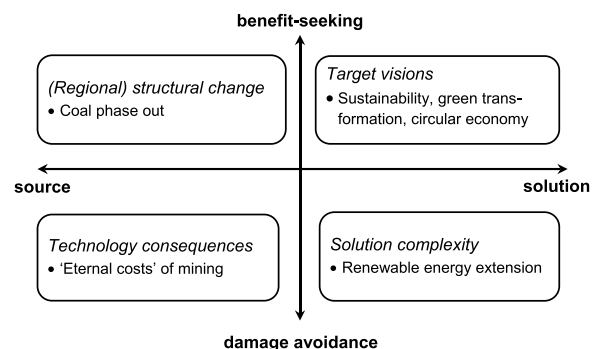 benefit-seeking
(Regional) structural change
• Coal phase out
Target visions
• Sustainability, green trans-
formation, circular economy
source
solution
Technology consequences
• ‘Eternal costs’ of mining
Solution complexity
• Renewable energy extension
damage avoidance